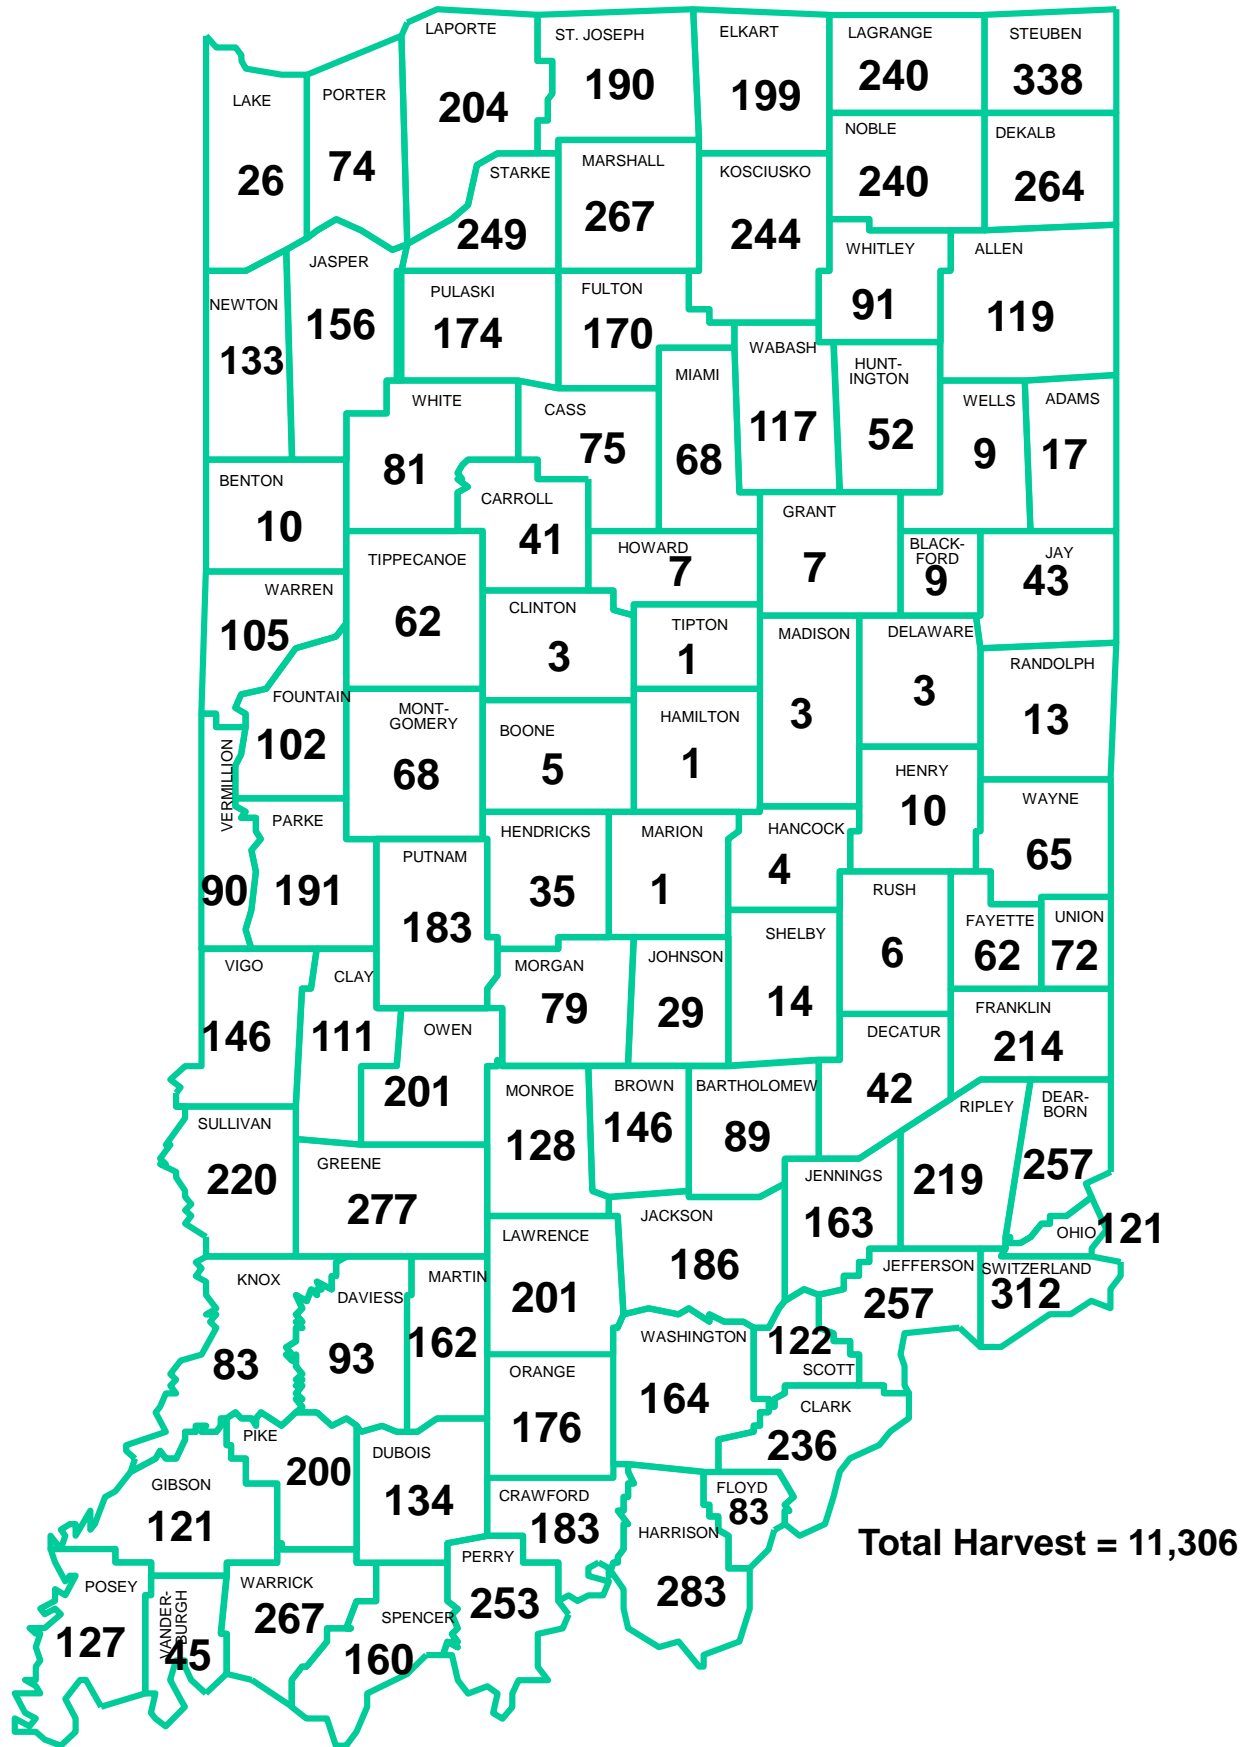 LAPORTE
204
ST. JOSEPH
190
ELKART
199
LAGRANGE
240
STEUBEN
338
LAKE
26
PORTER
74
STARKE
249
MARSHALL
267
KOSCIUSKO
244
NOBLE
240
DEKALB
264
NEWTON
133
JASPER
156
PULASKI
174
FULTON
170
WHITLEY
91
ALLEN
119
WHITE
81
CASS
75
MIAMI
68
WABASH
117
HUNT-
INGTON
52
WELLS
9
ADAMS
17
BENTON
10
CARROLL
41
HOWARD
7
GRANT
7
BLACK-
FORD
9
JAY
43
WARREN
105
TIPPECANOE
62
CLINTON
3
TIPTON
1
MADISON
3
DELAWARE
3
RANDOLPH
13
FOUNTAIN
102
MONT-
GOMERY
68
BOONE
5
HAMILTON
1
HENRY
10
WAYNE
65
VERMILLION
90
PARKE
191
PUTNAM
183
HENDRICKS
35
MARION
1
HANCOCK
4
RUSH
6
FAYETTE
62
UNION
72
VIGO
146
CLAY
111
OWEN
201
MORGAN
79
JOHNSON
29
SHELBY
14
DECATUR
42
FRANKLIN
214
SULLIVAN
220
GREENE
277
MONROE
128
BROWN
146
BARTHOLOMEW
89
JENNINGS
163
RIPLEY
219
DEAR-
BORN
257
OHIO
121
KNOX
83
DAVIESS
93
MARTIN
162
LAWRENCE
201
JACKSON
186
JEFFERSON
257
SWITZERLAND
312
ORANGE
176
WASHINGTON
164
122
SCOTT
CLARK
236
GIBSON
121
PIKE
200
DUBOIS
134
CRAWFORD
183
HARRISON
283
FLOYD
83
Total Harvest = 11,306
POSEY
127
VANDER-
BURGH
45
WARRICK
267
SPENCER
160
PERRY
253